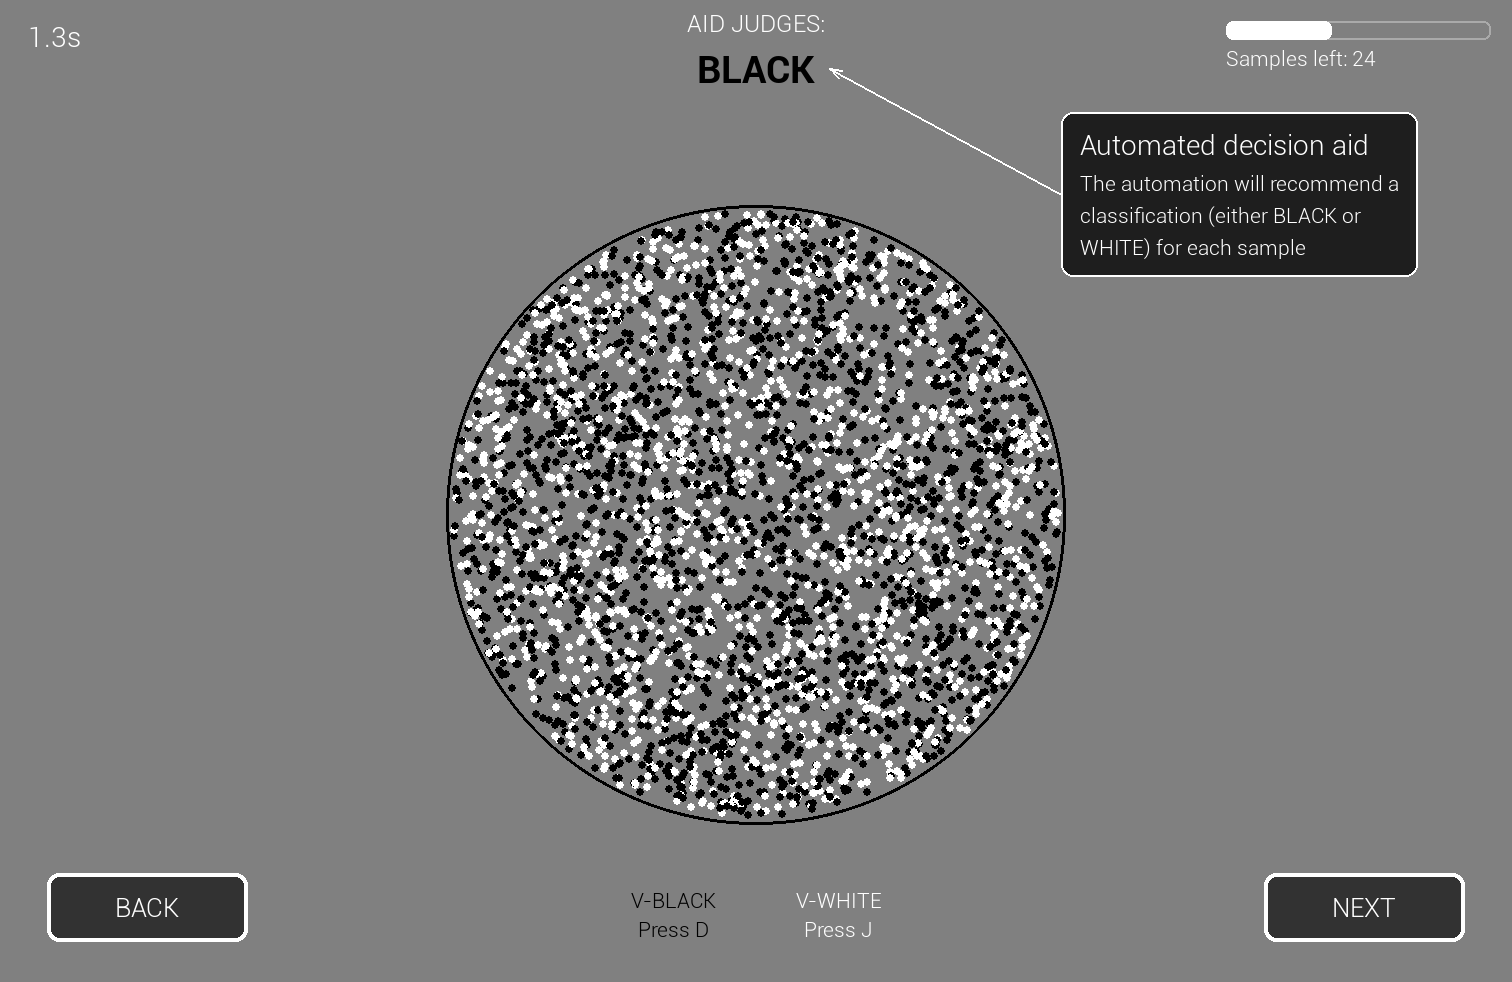 1.3s
AID JUDGES:
BLACK
Samples left: 24
Automated decision aid
The automation will recommend a
classification (either BLACK or
WHITE) for each sample
BACK
V-BLACK
Press D
V-WHITE
Press J
NEXT